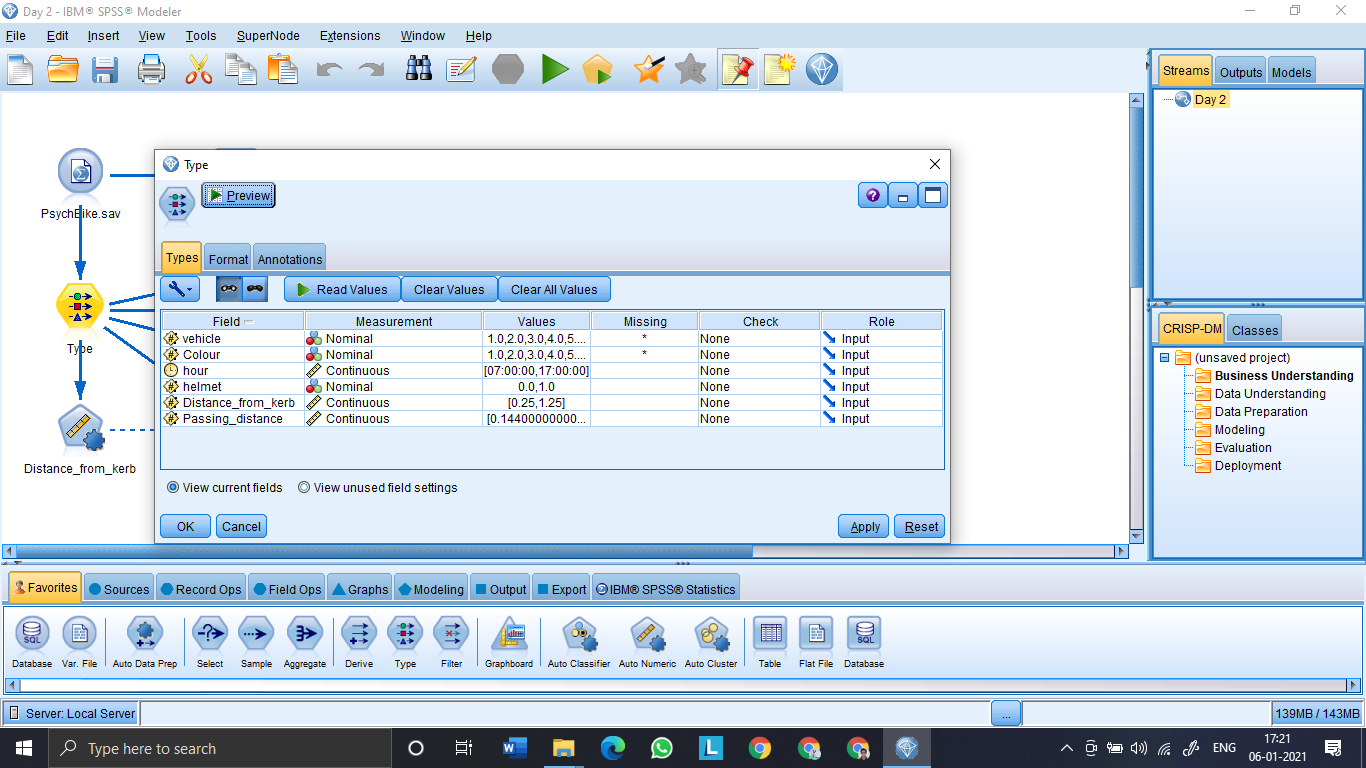 Day 2 - IBM® SPSS® Modeler
File Edit Insert View Tools SuperNode Extensions Window Help
Streams Outputs Models
Day 2
PsychBike.sav
Type
Distance_from_kerb
Type
Preview
Types Format Annotations
Read Values Clear Values Clear All Values
Field Measurement Values Missing Check Role
vehicle Nominal 1.0,2.0,3.0,4.0,5.... * None Input
Colour Nominal 1.0,2.0,3.0,4.0,5.... * None Input
hour Continuous [07:00:00,17:00:00] None Input
helmet Nominal 0.0,1.0 None Input
Distance_from_kerb Continuous [0.25,1.25] None Input
Passing_distance Continuous [0.14400000000... None Input
View current fields View unused field settings
OK Cancel Apply Reset
CRISP-DM Classes
(unsaved project)
Business Understanding
Data Understanding
Data Preparation
Modeling
Evaluation
Deployment
Favorites Sources Record Ops Field Ops Graphs Modeling Output Export IBM® SPSS® Statistics
SQL SQL
Database Var. File Auto Data Prep Select Sample Aggregate Derive Type Filter Graphboard Auto Classifier Auto Numeric Auto Cluster Table Flat File Database
Server: Local Server ... 139MB / 143MB
Type here to search
ENG
17:21
06-01-2021